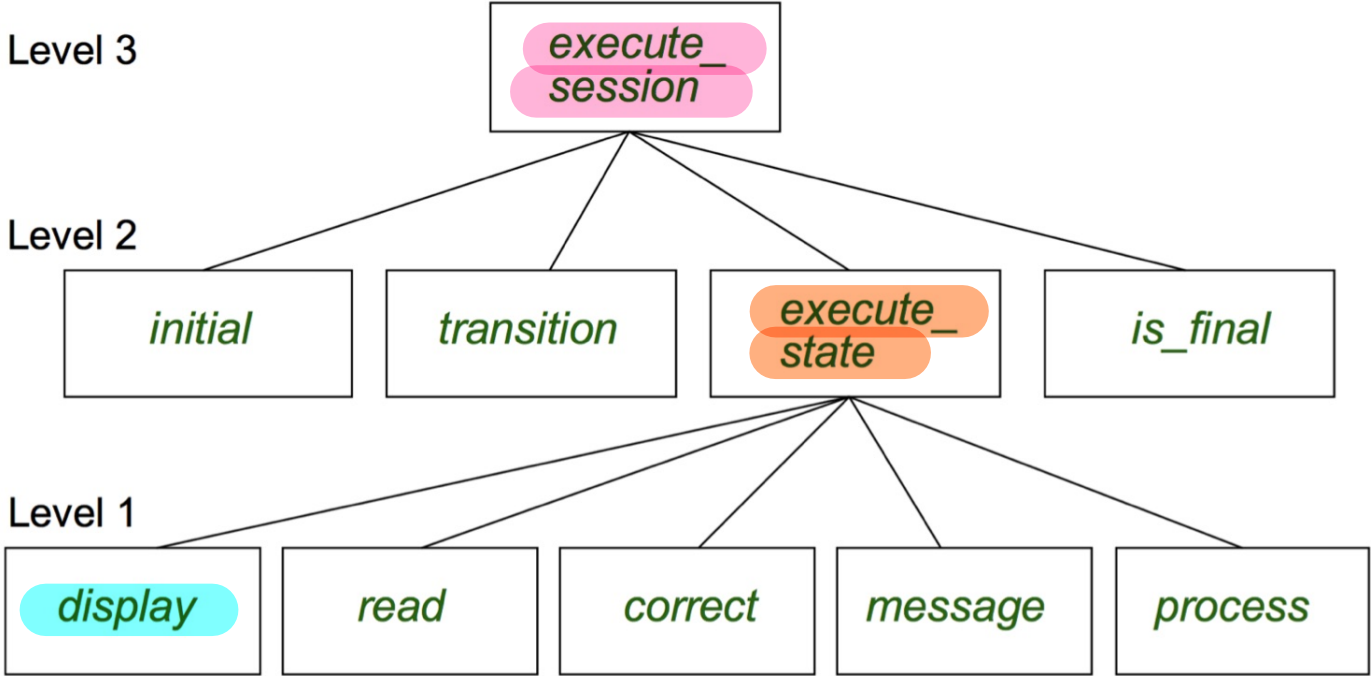 Level 3
execute_
session
Level 2
initial
transition
execute_
state
is_final
Level 1
display
read
correct
message
process